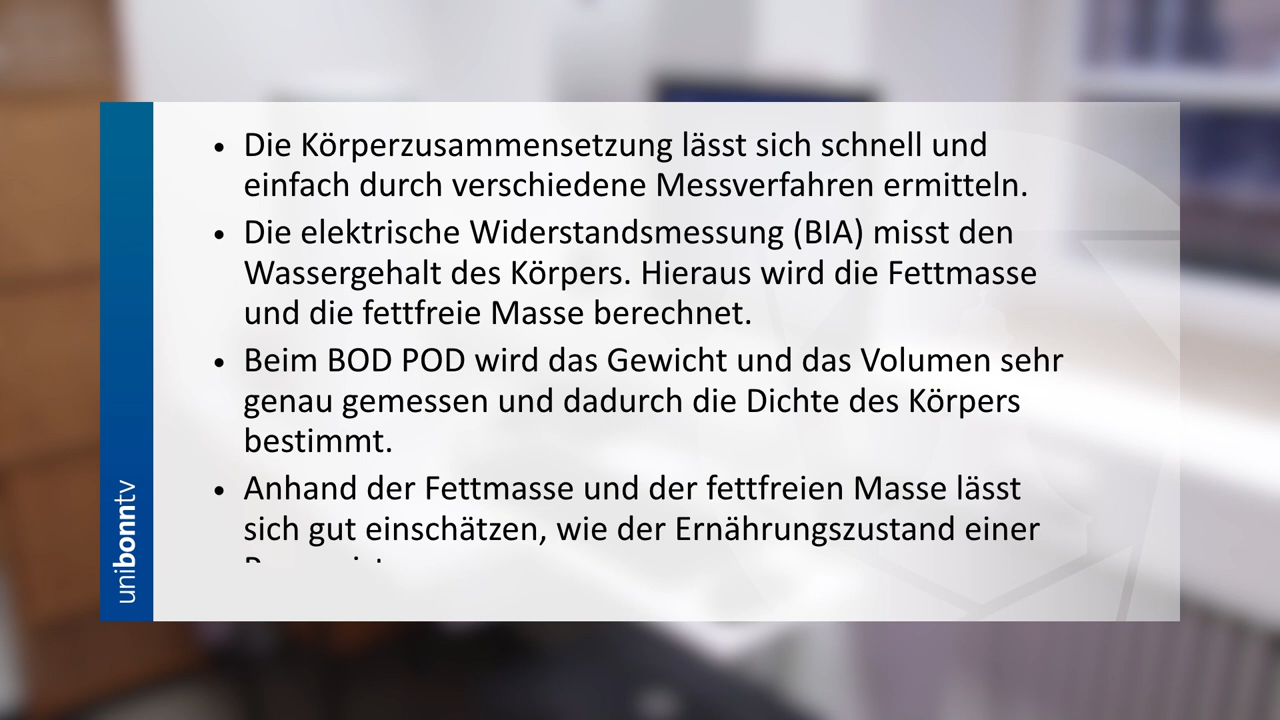 • Die Körperzusammensetzung lässt sich schnell und
einfach durch verschiedene Messverfahren ermitteln.
• Die elektrische Widerstandsmessung (BIA) misst den
Wassergehalt des Körpers. Hieraus wird die Fettmasse
und die fettfreie Masse berechnet.
• Beim BOD POD wird das Gewicht und das Volumen sehr
genau gemessen und dadurch die Dichte des Körpers
bestimmt.
• Anhand der Fettmasse und der fettfreien Masse lässt
sich gut einschätzen, wie der Ernährungszustand einer
unibonntv